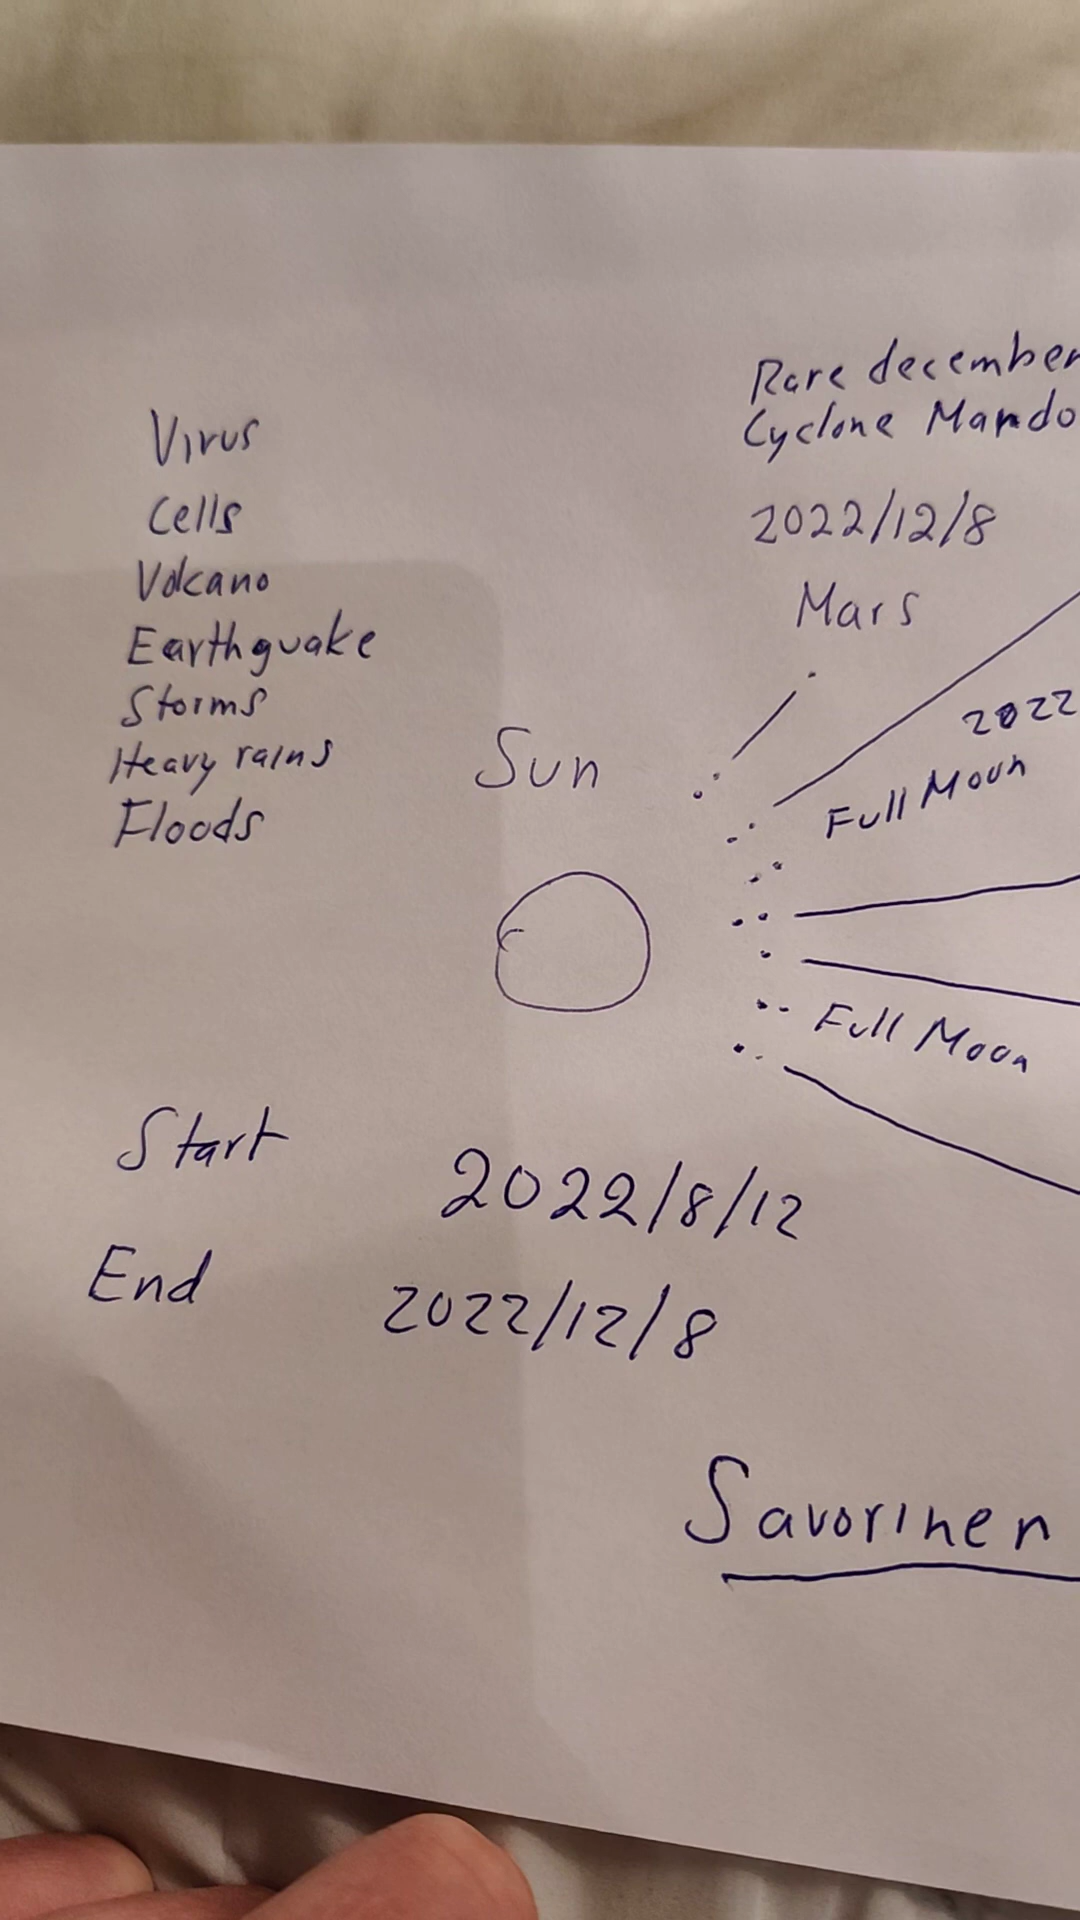 Virus
Cells
Volcano
Earthquake
Storms
Heavy rains
Floods
Rare december
Cyclone Mando
2022/12/8
Mars
Sun
2022
Full Moon
Full Moon
Start 2022/8/12
End 2022/12/8
Savorinen